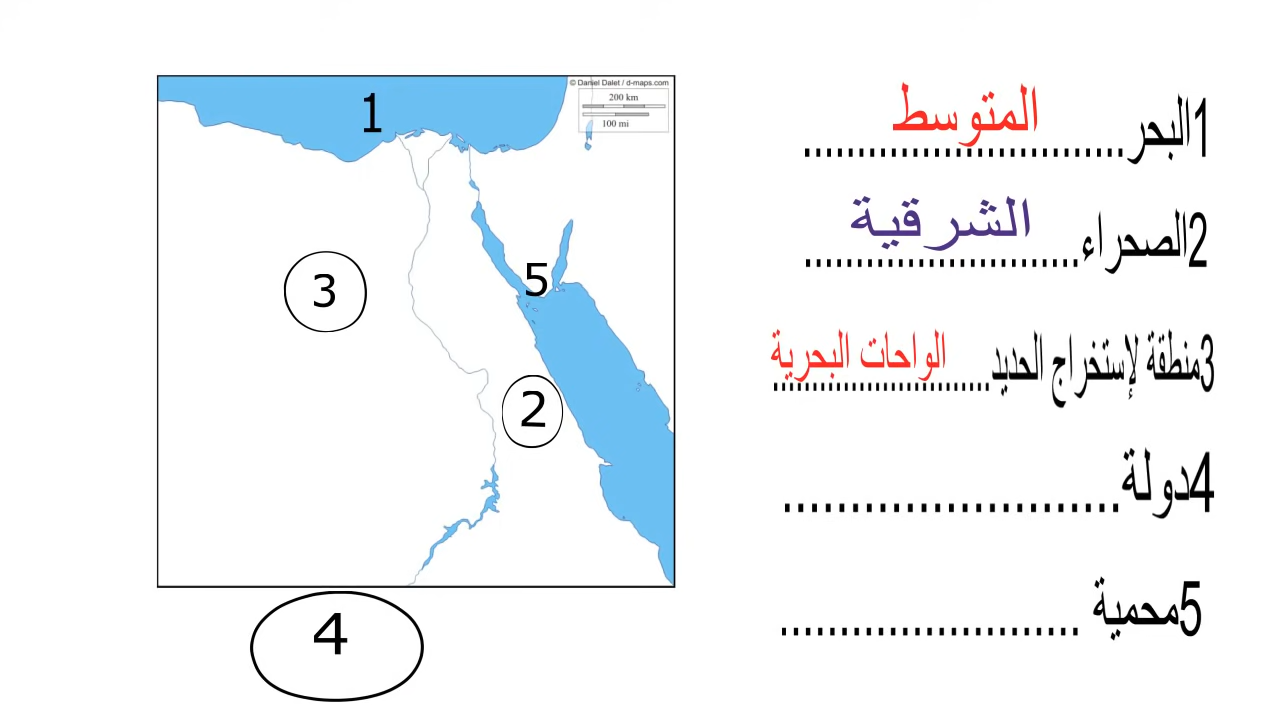 © Daniel Dalet / d-maps.com
200 km
100 mi
1
3
5
2
4
1البحر............................
المتوسط
2الصحراء........................
الشرقية
3منطقة لإستخراج الحديد........................
الواحات البحرية
4دولة........................
5محمية ........................